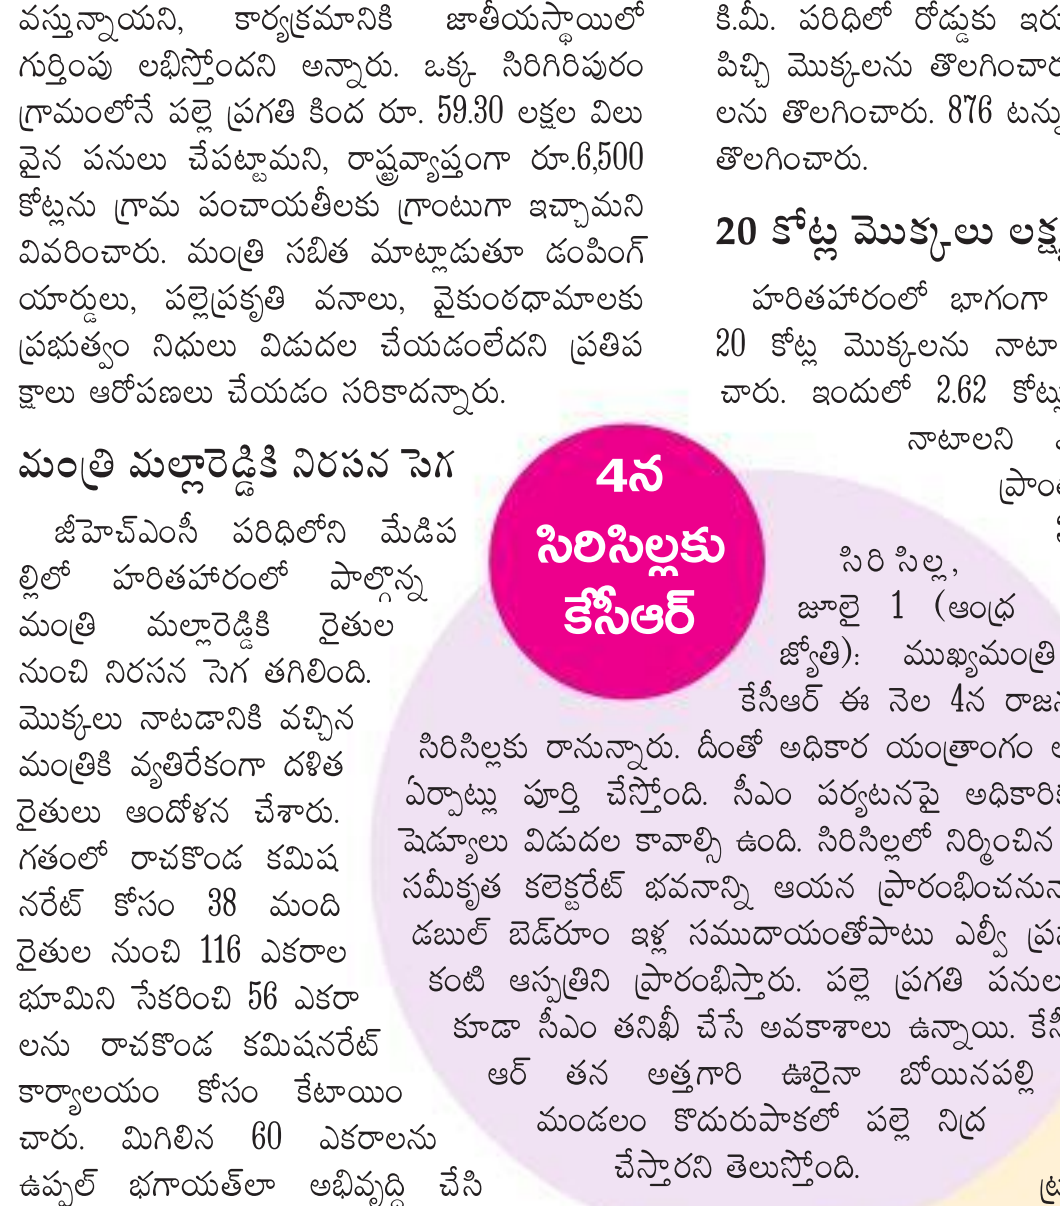 వస్తున్నాయని, కార్యక్రమానికి జాతీయస్థాయిలో
గుర్తింపు లభిస్తోందని అన్నారు. ఒక్క సిరిగిరిపురం
గ్రామంలోనే పల్లె ప్రగతి కింద రూ. 59.30 లక్షల విలు
వైన పనులు చేపట్టామని, రాష్ట్రవ్యాప్తంగా రూ.6,500
కోట్లను గ్రామ పంచాయతీలకు గ్రాంటుగా ఇచ్చామని
వివరించారు. మంత్రి సబిత మాట్లాడుతూ డంపింగ్
యార్డులు, పల్లెప్రకృతి వనాలు, వైకుంఠధామాలకు
ప్రభుత్వం నిధులు విడుదల చేయడంలేదని ప్రతిప
క్షాలు ఆరోపణలు చేయడం సరికాదన్నారు.
మంత్రి మల్లారెడ్డికి నిరసన సెగ
జీహెచ్ఎంసీ పరిధిలోని మేడిప
ల్లిలో హరితహారంలో పాల్గొన్న
మంత్రి మల్లారెడ్డికి రైతుల
నుంచి నిరసన సెగ తగిలింది.
మొక్కలు నాటడానికి వచ్చిన
మంత్రికి వ్యతిరేకంగా దళిత
రైతులు ఆందోళన చేశారు.
గతంలో రాచకొండ కమిష
నరేట్ కోసం 38 మంది
రైతుల నుంచి 116 ఎకరాల
భూమిని సేకరించి 56 ఎకరా
లను రాచకొండ కమిషనరేట్
కార్యాలయం కోసం కేటాయిం
చారు. మిగిలిన 60 ఎకరాలను
ఉప్పల్ భగాయత్‌లా అభివృద్ధి చేసి
కి.మీ. పరిధిలో రోడ్డుకు
పిచ్చి మొక్కలను
లను తొలగించారు. 876
తొలగించారు.
20 కోట్ల మొక్కలు
హరితహారంలో భాగంగా
20 కోట్ల మొక్కలను
చారు. ఇందులో 2.62
నాటాలని
4న
సిరిసిల్లకు
కేసీఆర్
సిరి సిల్ల,
జూలై 1 (ఆంధ్ర
జ్యోతి): ముఖ్యమంత్రి
కేసీఆర్ ఈ నెల 4న
సిరిసిల్లకు రానున్నారు. దీంతో అధికార యంత్రాంగం
ఏర్పాట్లు పూర్తి చేస్తోంది. సీఎం పర్యటనపై
షెడ్యూలు విడుదల కావాల్సి ఉంది. సిరిసిల్లలో నిర్మించిన
సమీకృత కలెక్టరేట్ భవనాన్ని ఆయన
డబుల్ బెడ్‌రూం ఇళ్ల సముదాయంతోపాటు ఎల్వీ
కంటి ఆస్పత్రిని ప్రారంభిస్తారు. పల్లె ప్రగతి
కూడా సీఎం తనిఖీ చేసే అవకాశాలు ఉన్నాయి.
ఆర్ తన అత్తగారి ఊరైనా బోయినపల్లి
మండలం కొదురుపాకలో పల్లె నిద్ర
చేస్తారని తెలుస్తోంది.